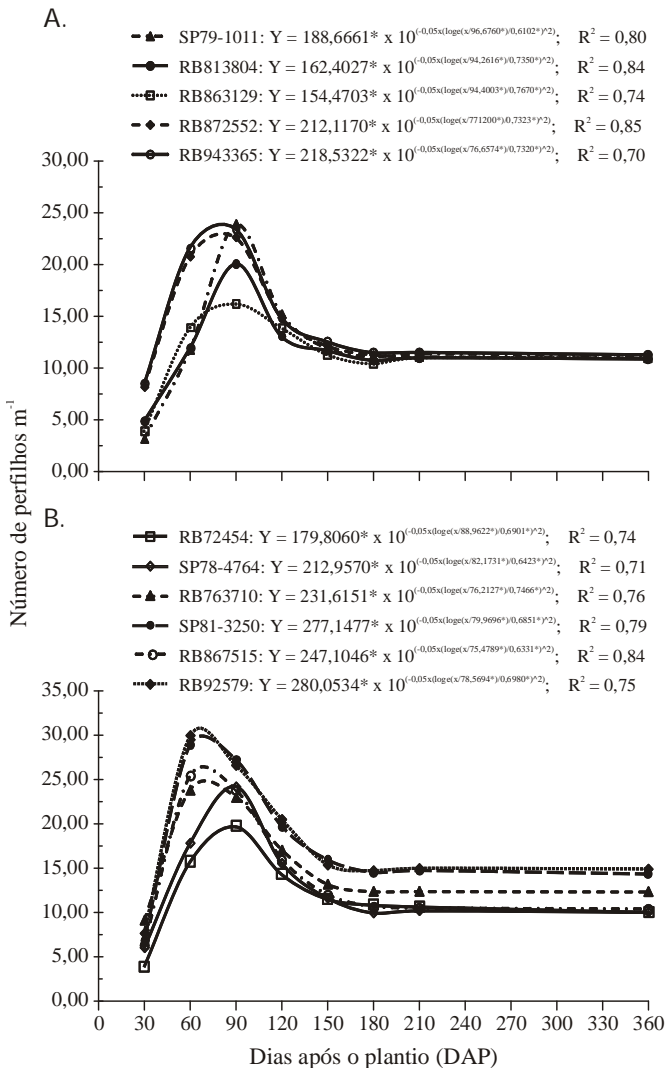 A.
SP79-1011: Y = 188,6661* x 10^(-0,05x(loge(x/96,6760*)/0,6102*)^2); R² = 0,80
RB813804: Y = 162,4027* x 10^(-0,05x(loge(x/94,2616*)/0,7350*)^2); R² = 0,84
RB863129: Y = 154,4703* x 10^(-0,05x(loge(x/94,4003*)/0,7670*)^2); R² = 0,74
RB872552: Y = 212,1170* x 10^(-0,05x(loge(x/771200*)/0,7323*)^2); R² = 0,85
RB943365: Y = 218,5322* x 10^(-0,05x(loge(x/76,6574*)/0,7320*)^2); R² = 0,70
30,00
25,00
20,00
15,00
10,00
5,00
0,00
Número de perfilhos m⁻¹
B.
RB72454: Y = 179,8060* x 10^(-0,05x(loge(x/88,9622*)/0,6901*)^2); R² = 0,74
SP78-4764: Y = 212,9570* x 10^(-0,05x(loge(x/82,1731*)/0,6423*)^2); R² = 0,71
RB763710: Y = 231,6151* x 10^(-0,05x(loge(x/76,2127*)/0,7466*)^2); R² = 0,76
SP81-3250: Y = 277,1477* x 10^(-0,05x(loge(x/79,9696*)/0,6851*)^2); R² = 0,79
RB867515: Y = 247,1046* x 10^(-0,05x(loge(x/75,4789*)/0,6331*)^2); R² = 0,84
RB92579: Y = 280,0534* x 10^(-0,05x(loge(x/78,5694*)/0,6980*)^2); R² = 0,75
35,00
30,00
25,00
20,00
15,00
10,00
5,00
0,00
0 30 60 90 120 150 180 210 240 270 300 330 360
Dias após o plantio (DAP)